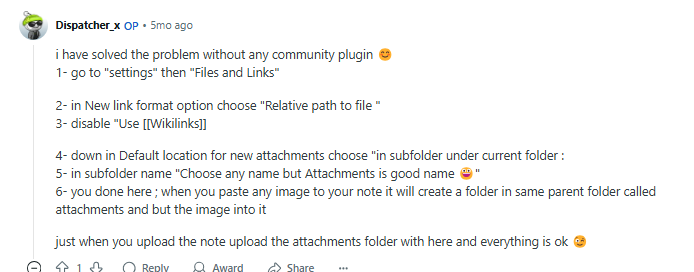 Dispatcher_x OP • 5mo ago
i have solved the problem without any community plugin 😊
1- go to "settings" then "Files and Links"
2- in New link format option choose "Relative path to file "
3- disable "Use [[Wikilinks]]
4- down in Default location for new attachments choose "in subfolder under current folder :
5- in subfolder name "Choose any name but Attachments is good name 😀"
6- you done here ; when you paste any image to your note it will create a folder in same parent folder called
attachments and but the image into it
just when you upload the note upload the attachments folder with here and everything is ok 😉
1 Reply Award Share ...